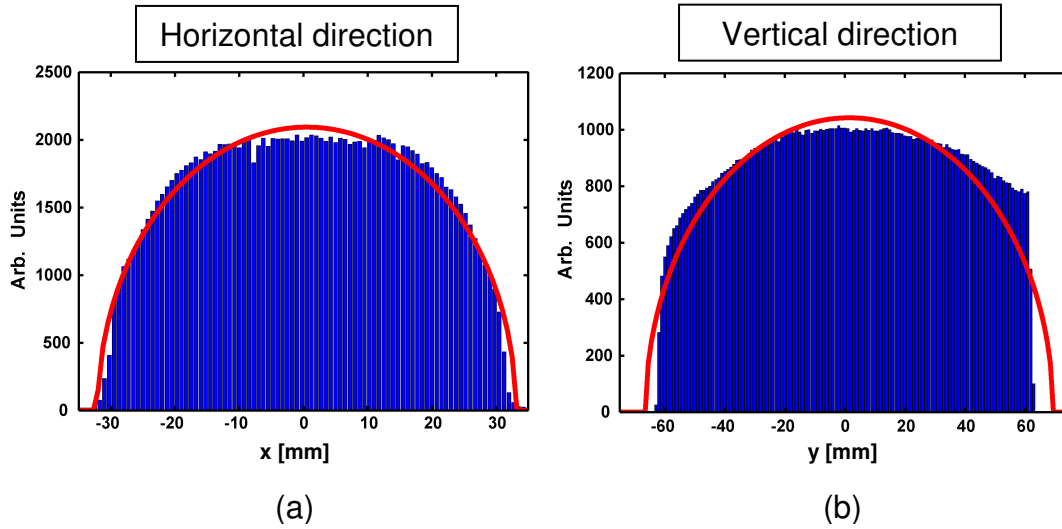 Horizontal direction
2500
2000
1500
1000
500
0
Arb. Units
-30 -20 -10 0 10 20 30
x [mm]
(a)
Vertical direction
1200
1000
800
600
400
200
0
Arb. Units
-60 -40 -20 0 20 40 60
y [mm]
(b)